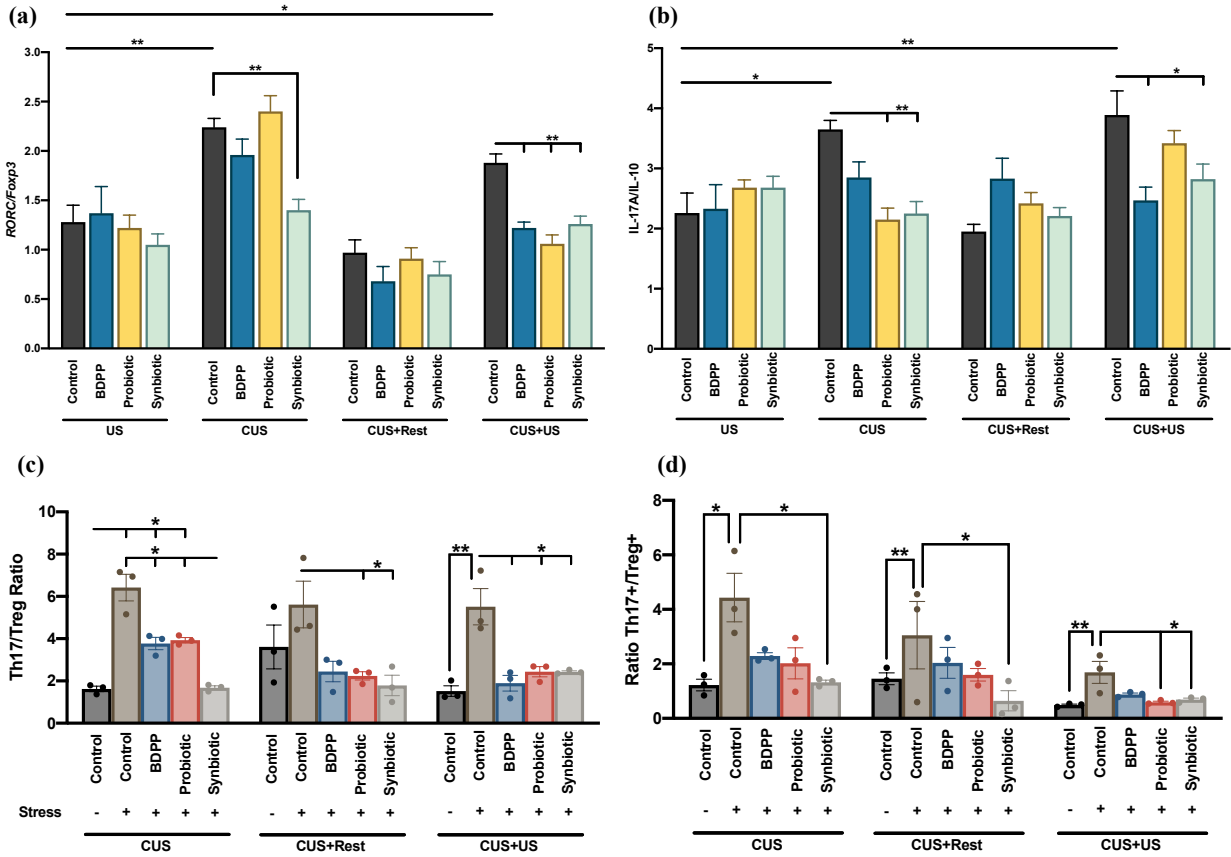 (a)
*
**
**
**
RORC/Foxp3
3.0
2.5
2.0
1.5
1.0
0.5
0.0
Control
BDPP
Probiotic
Synbiotic
Control
BDPP
Probiotic
Synbiotic
Control
BDPP
Probiotic
Synbiotic
Control
BDPP
Probiotic
Synbiotic
US
CUS
CUS+Rest
CUS+US
(b)
**
*
**
*
IL-17A/IL-10
5
4
3
2
1
0
Control
BDPP
Probiotic
Synbiotic
Control
BDPP
Probiotic
Synbiotic
Control
BDPP
Probiotic
Synbiotic
Control
BDPP
Probiotic
Synbiotic
US
CUS
CUS+Rest
CUS+US
(c)
*
*
*
**
*
Th17/Treg Ratio
10
8
6
4
2
0
Control
Control
BDPP
Probiotic
Synbiotic
Control
Control
BDPP
Probiotic
Synbiotic
Control
Control
BDPP
Probiotic
Synbiotic
Stress - + + + + - + + + + - + + + +
CUS
CUS+Rest
CUS+US
(d)
*
*
**
*
**
*
Ratio Th17+/Treg+
8
6
4
2
0
Control
Control
BDPP
Probiotic
Synbiotic
Control
Control
BDPP
Probiotic
Synbiotic
Control
Control
BDPP
Probiotic
Synbiotic
- + + + + - + + + + - + + + +
CUS
CUS+Rest
CUS+US